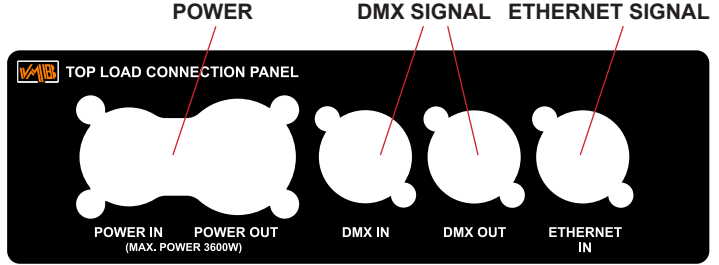 POWER DMX SIGNAL ETHERNET SIGNAL
TOP LOAD CONNECTION PANEL
POWER IN POWER OUT DMX IN DMX OUT ETHERNET IN
(MAX. POWER 3600W)